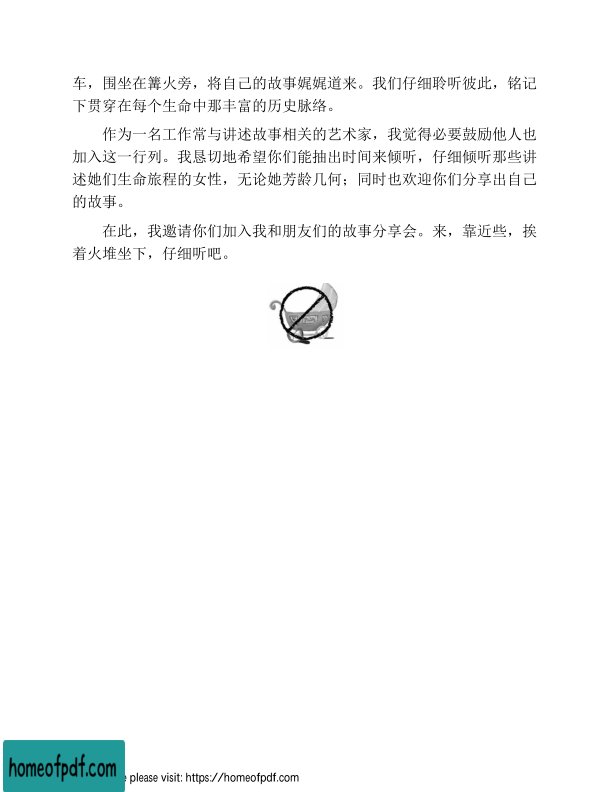 车，围坐在篝火旁，将自己的故事娓娓道来。我们仔细聆听彼此，铭记
下贯穿在每个生命中那丰富的历史脉络。
作为一名工作常与讲述故事相关的艺术家，我觉得必要鼓励他人也
加入这一行列。我恳切地希望你们能抽出时间来倾听，仔细倾听那些讲
述她们生命旅程的女性，无论她芳龄几何；同时也欢迎你们分享出自己
的故事。
在此，我邀请你们加入我和朋友们的故事分享会。来，靠近些，挨
着火堆坐下，仔细听吧。
homeofpdf.com
e please visit: https://homeofpdf.com